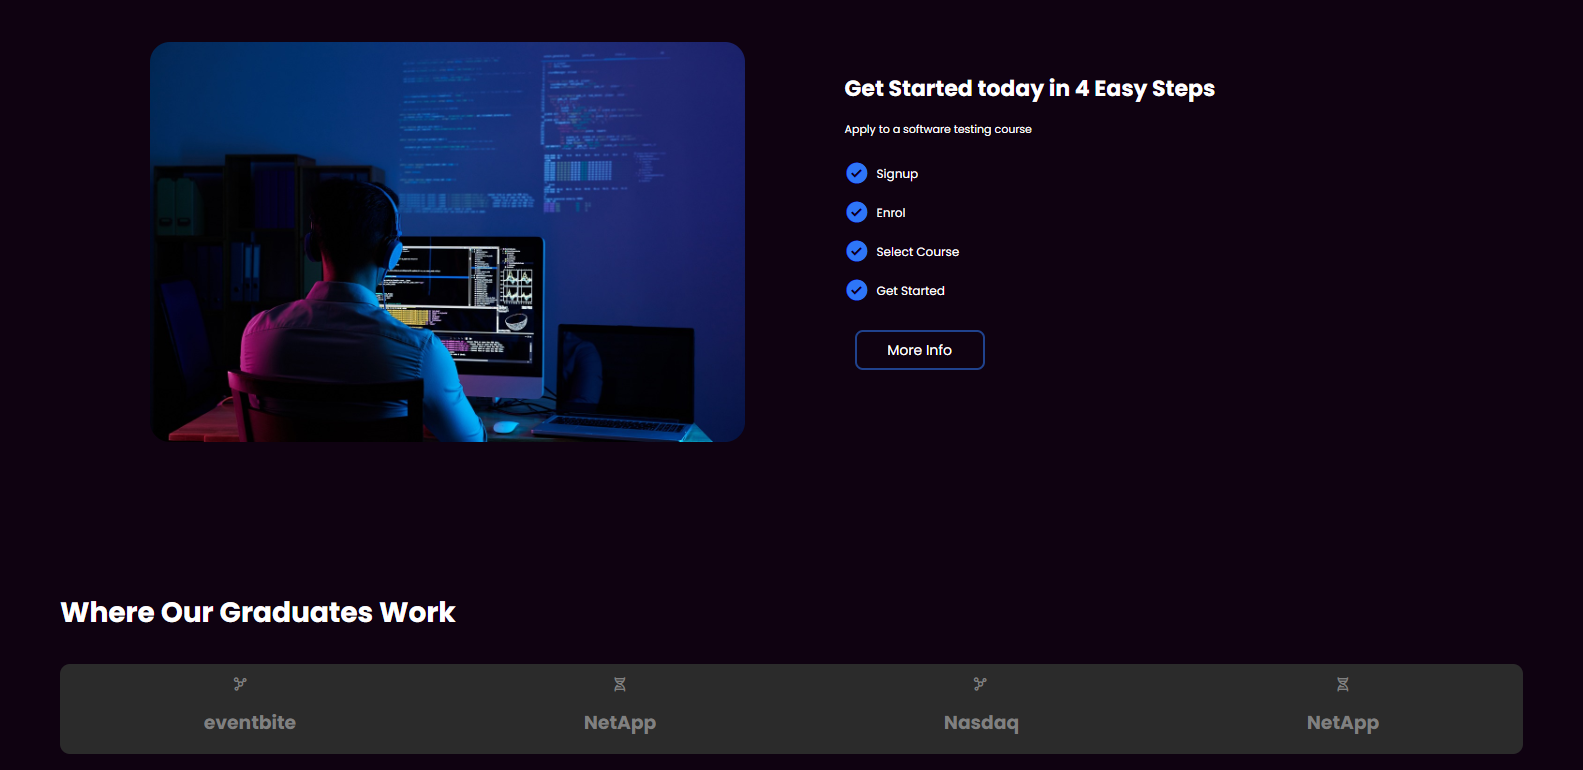 Get Started today in 4 Easy Steps
Apply to a software testing course
Signup
Enrol
Select Course
Get Started
More Info
Where Our Graduates Work
eventbite
NetApp
Nasdaq
NetApp